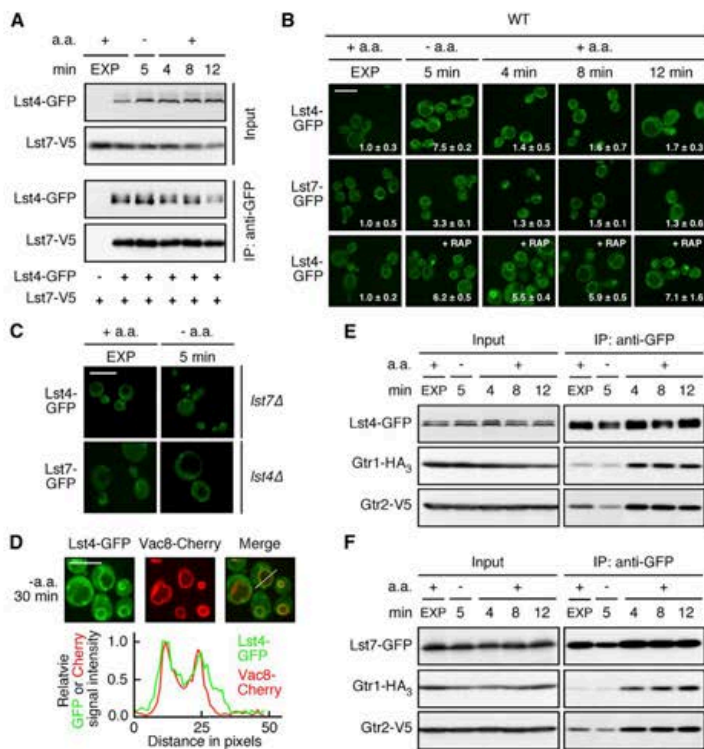 A
a.a. + - +
min EXP 5 4 8 12
Lst4-GFP
Lst7-V5
Input
Lst4-GFP
Lst7-V5
IP: anti-GFP
Lst4-GFP - + + + + +
Lst7-V5 + + + + + +
B
WT
+ a.a. - a.a. + a.a.
EXP 5 min 4 min 8 min 12 min
Lst4-
GFP
1.0 ± 0.3 7.5 ± 0.2 1.4 ± 0.5 1.6 ± 0.7 1.7 ± 0.3
Lst7-
GFP
1.0 ± 0.5 3.3 ± 0.1 1.3 ± 0.3 1.5 ± 0.1 1.3 ± 0.6
Lst4-
GFP
+ RAP + RAP + RAP + RAP
1.0 ± 0.2 6.2 ± 0.5 5.5 ± 0.4 5.9 ± 0.5 7.1 ± 1.6
C
+ a.a. - a.a.
EXP 5 min
Lst4-
GFP
lst7Δ
Lst7-
GFP
lst4Δ
D
Lst4-GFP Vac8-Cherry Merge
-a.a.
30 min
Relatvie
GFP or Cherry
signal intensity
1.0
0.5
0
0 25 50
Distance in pixels
Lst4-
GFP
Vac8-
Cherry
E
Input IP: anti-GFP
a.a. + - + + - +
min EXP 5 4 8 12 EXP 5 4 8 12
Lst4-GFP
Gtr1-HA3
Gtr2-V5
F
Input IP: anti-GFP
a.a. + - + + - +
min EXP 5 4 8 12 EXP 5 4 8 12
Lst7-GFP
Gtr1-HA3
Gtr2-V5